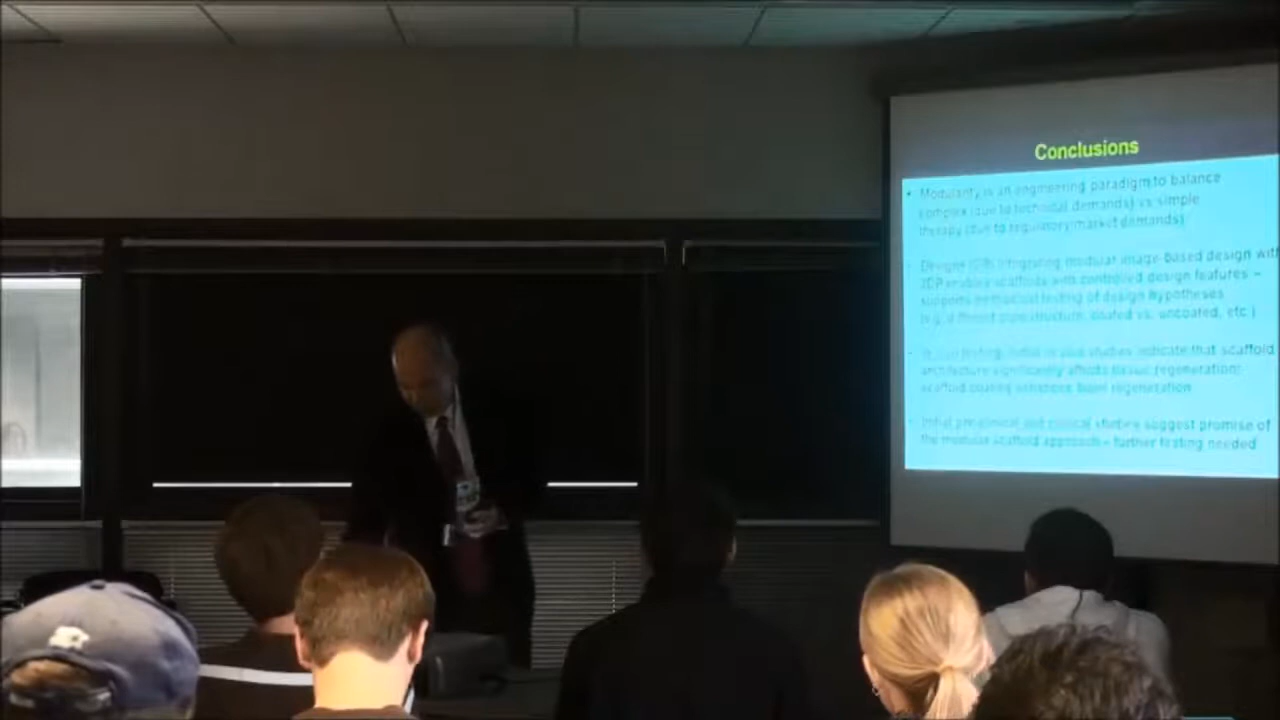 Conclusions
Modularity is an engineering paradigm to balance
complex (due to technical demands) vs simple
therapy (due to regulatory/market demands)
integrating modular image-based design with
enables scaffolds with controlled design features –
supports testing of design hypotheses
(e.g. different pore structure, coated vs. uncoated, etc.)
testing: Initial studies indicate that scaffold
architecture significantly affects tissue regeneration;
scaffold coating enhances bone regeneration
Initial pre-clinical and clinical studies suggest promise of
the modular scaffold approach – further testing needed